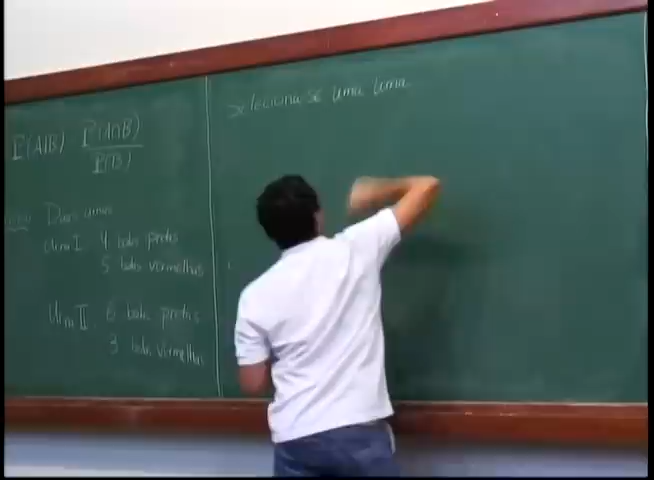 P(A|B) P(A∩B)
P(B)
Duas urnas
Urna I 4 bolas pretas
5 bolas vermelhas
Urna II 6 bolas pretas
3 bolas vermelhas
seleciona-se uma urna